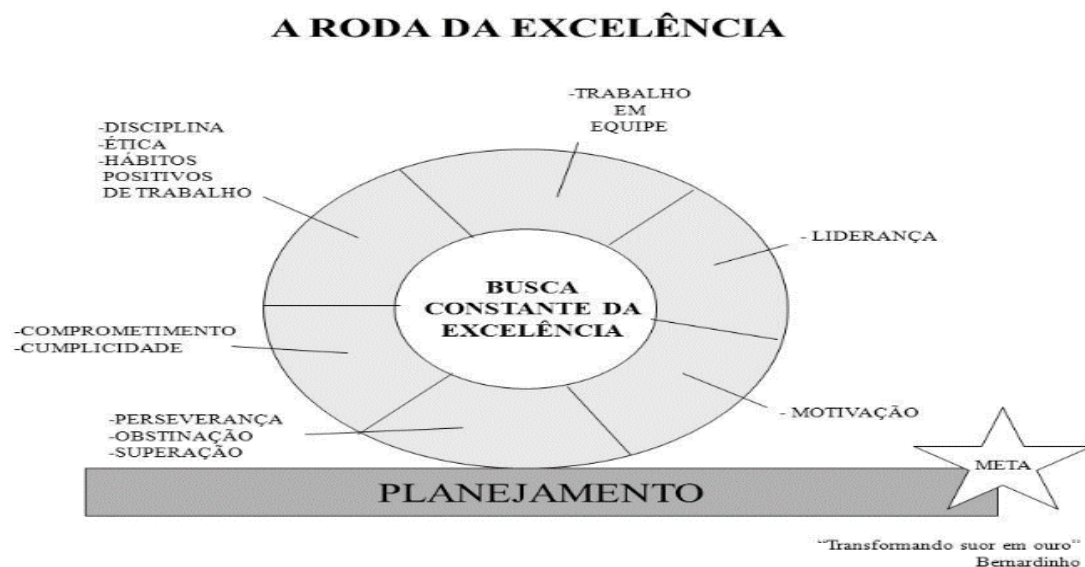 A RODA DA EXCELÊNCIA
-TRABALHO
EM
EQUIPE
-DISCIPLINA
-ÉTICA
-HÁBITOS
POSITIVOS
DE TRABALHO
- LIDERANÇA
BUSCA
CONSTANTE DA
EXCELÊNCIA
-COMPROMETIMENTO
-CUMPLICIDADE
- MOTIVAÇÃO
-PERSEVERANÇA
-OBSTINAÇÃO
-SUPERAÇÃO
META
PLANEJAMENTO
“Transformando suor em ouro”
Bernardinho